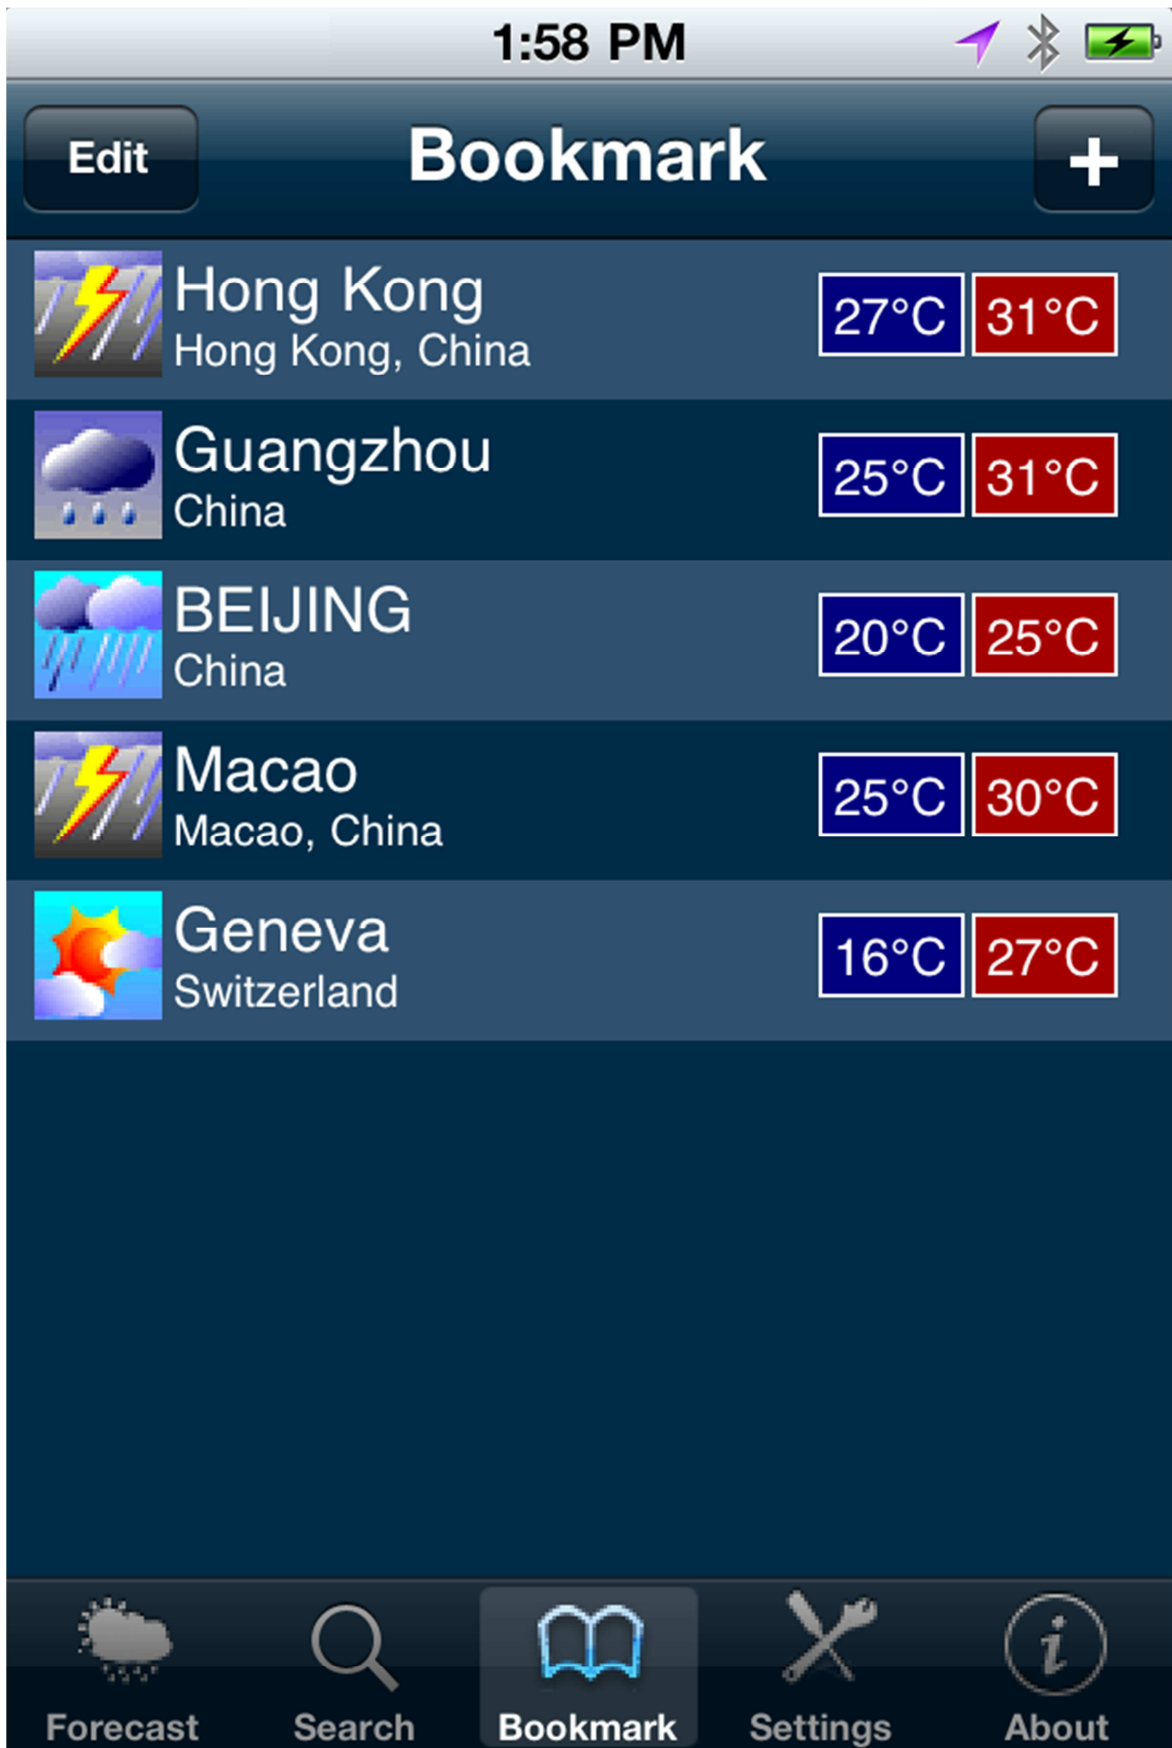 1:58 PM
Edit Bookmark +
Hong Kong 27°C 31°C
Hong Kong, China
Guangzhou 25°C 31°C
China
BEIJING 20°C 25°C
China
Macao 25°C 30°C
Macao, China
Geneva 16°C 27°C
Switzerland
Forecast Search Bookmark Settings About